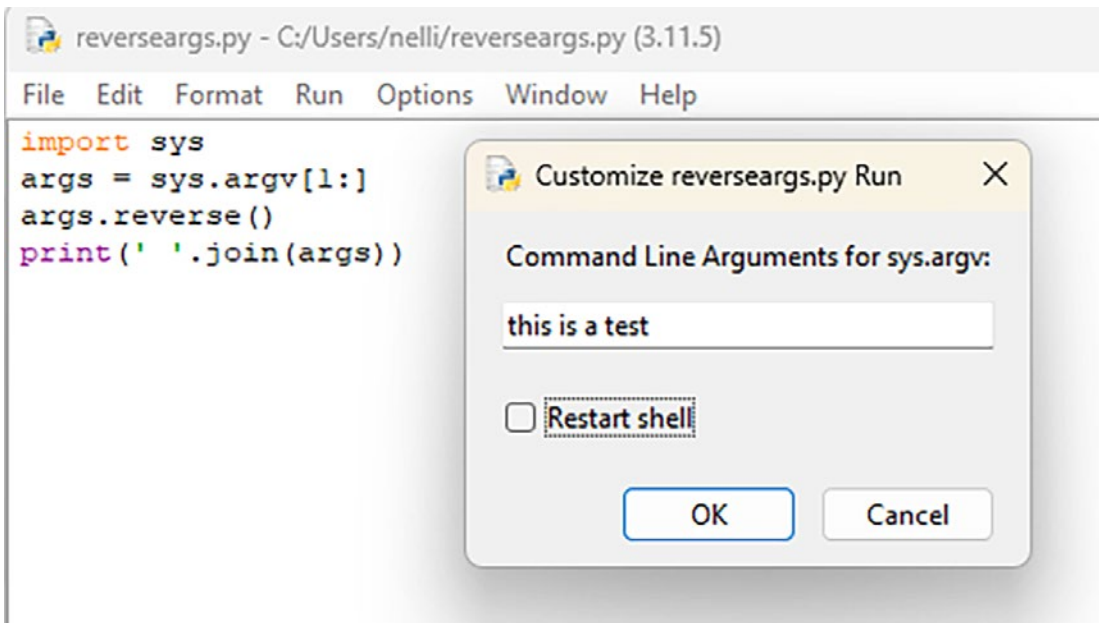 reverseargs.py - C:/Users/nelli/reverseargs.py (3.11.5)
File Edit Format Run Options Window Help
import sys
args = sys.argv[1:]
args.reverse()
print(' '.join(args))
Customize reverseargs.py Run
Command Line Arguments for sys.argv:
this is a test
Restart shell
OK Cancel